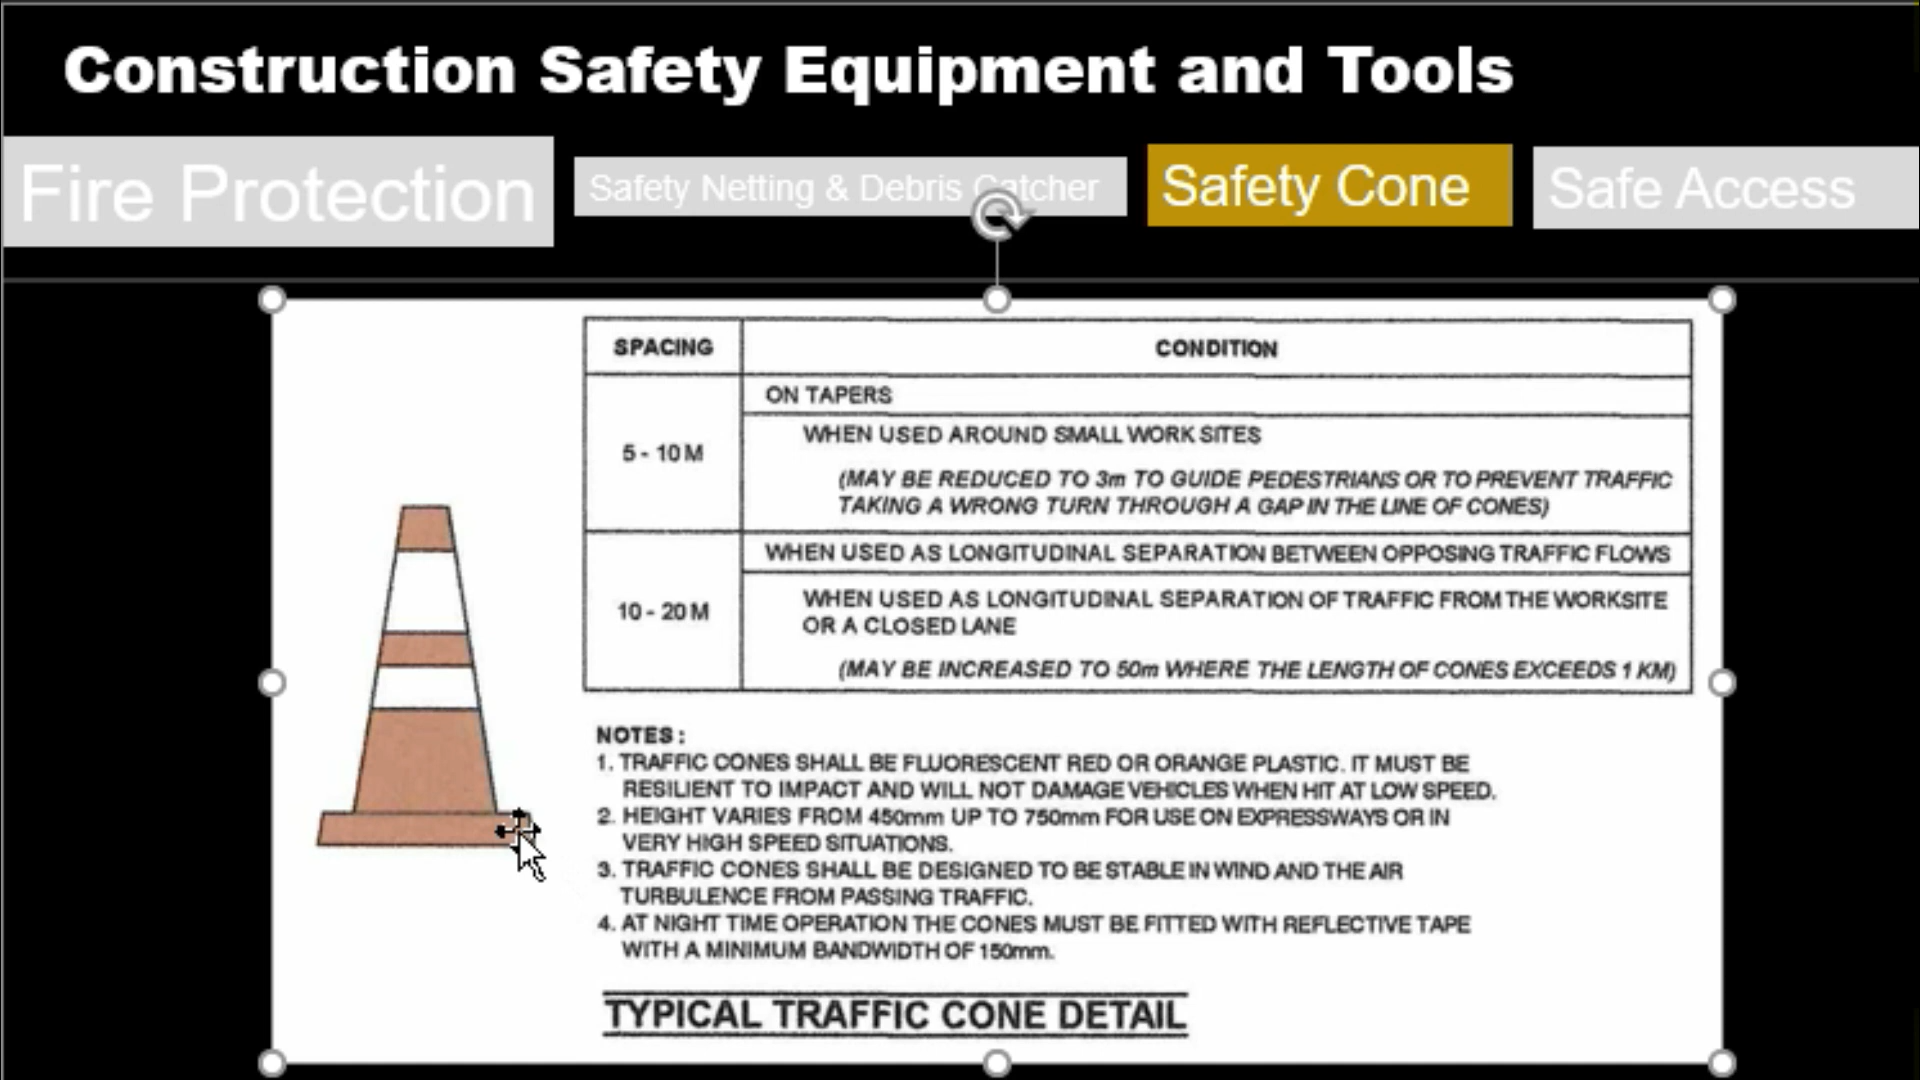 Construction Safety Equipment and Tools
Fire Protection
Safety Netting & Debris Catcher
Safety Cone
Safe Access
SPACING
CONDITION
5 - 10 M
ON TAPERS
WHEN USED AROUND SMALL WORK SITES
(MAY BE REDUCED TO 3m TO GUIDE PEDESTRIANS OR TO PREVENT TRAFFIC
TAKING A WRONG TURN THROUGH A GAP IN THE LINE OF CONES)
10 - 20 M
WHEN USED AS LONGITUDINAL SEPARATION BETWEEN OPPOSING TRAFFIC FLOWS
WHEN USED AS LONGITUDINAL SEPARATION OF TRAFFIC FROM THE WORKSITE
OR A CLOSED LANE
(MAY BE INCREASED TO 50m WHERE THE LENGTH OF CONES EXCEEDS 1 KM)
NOTES :
1. TRAFFIC CONES SHALL BE FLUORESCENT RED OR ORANGE PLASTIC. IT MUST BE
RESILIENT TO IMPACT AND WILL NOT DAMAGE VEHICLES WHEN HIT AT LOW SPEED.
2. HEIGHT VARIES FROM 450mm UP TO 750mm FOR USE ON EXPRESSWAYS OR IN
VERY HIGH SPEED SITUATIONS.
3. TRAFFIC CONES SHALL BE DESIGNED TO BE STABLE IN WIND AND THE AIR
TURBULENCE FROM PASSING TRAFFIC.
4. AT NIGHT TIME OPERATION THE CONES MUST BE FITTED WITH REFLECTIVE TAPE
WITH A MINIMUM BANDWIDTH OF 150mm.
TYPICAL TRAFFIC CONE DETAIL